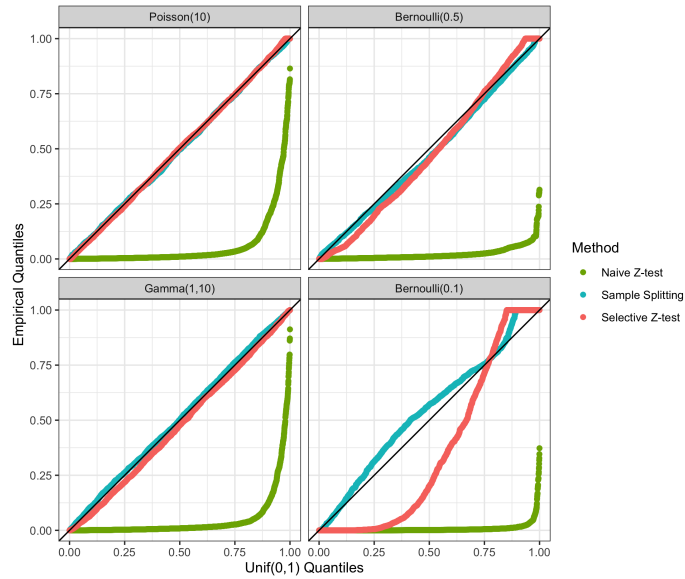 Poisson(10)
Bernoulli(0.5)
1.00
0.75
0.50
0.25
0.00
Gamma(1,10)
Bernoulli(0.1)
1.00
0.75
0.50
0.25
0.00
0.00 0.25 0.50 0.75 1.00
0.00 0.25 0.50 0.75 1.00
Unif(0,1) Quantiles
Empirical Quantiles
Method
Naive Z-test
Sample Splitting
Selective Z-test